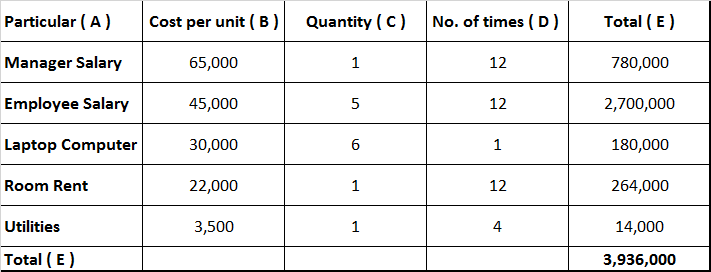 Particular ( A ) Cost per unit ( B ) Quantity ( C ) No. of times ( D ) Total ( E )
Manager Salary 65,000 1 12 780,000
Employee Salary 45,000 5 12 2,700,000
Laptop Computer 30,000 6 1 180,000
Room Rent 22,000 1 12 264,000
Utilities 3,500 1 4 14,000
Total ( E ) 3,936,000